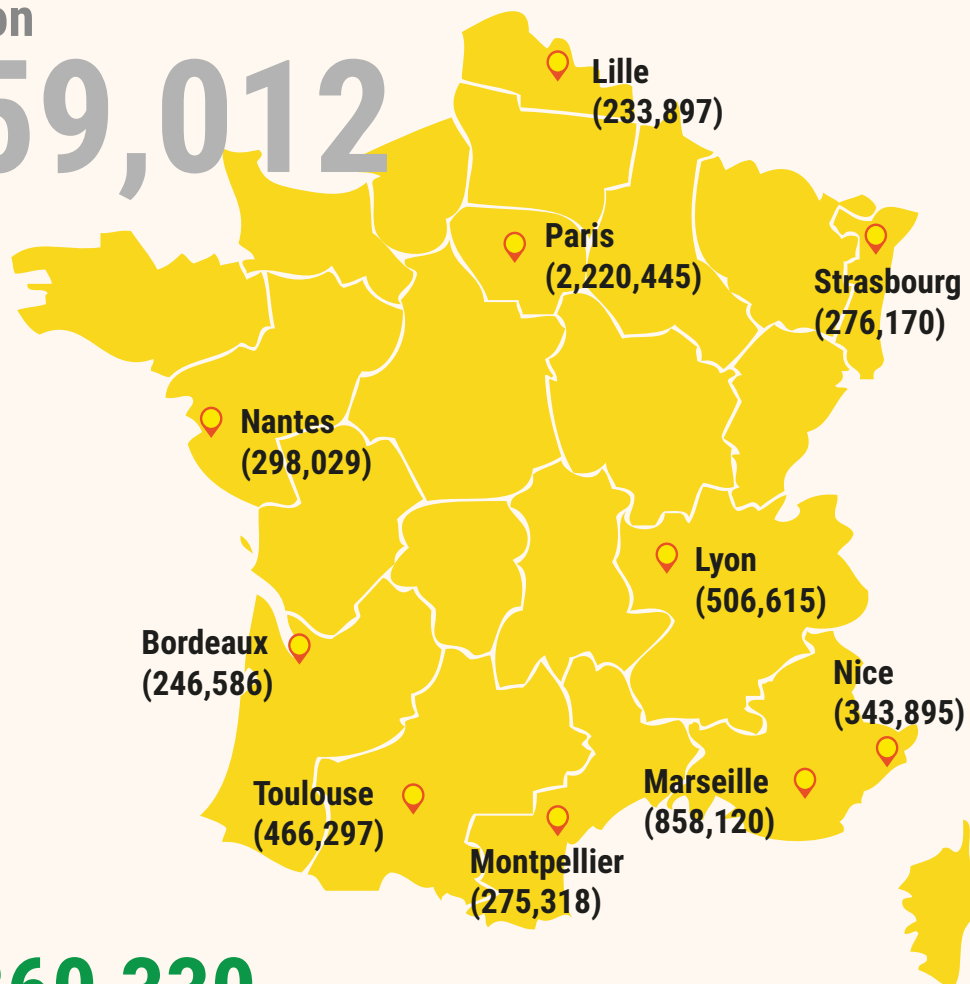 on
59,012
Lille
(233,897)
Paris
(2,220,445)
Strasbourg
(276,170)
Nantes
(298,029)
Lyon
(506,615)
Bordeaux
(246,586)
Nice
(343,895)
Marseille
(858,120)
Toulouse
(466,297)
Montpellier
(275,318)